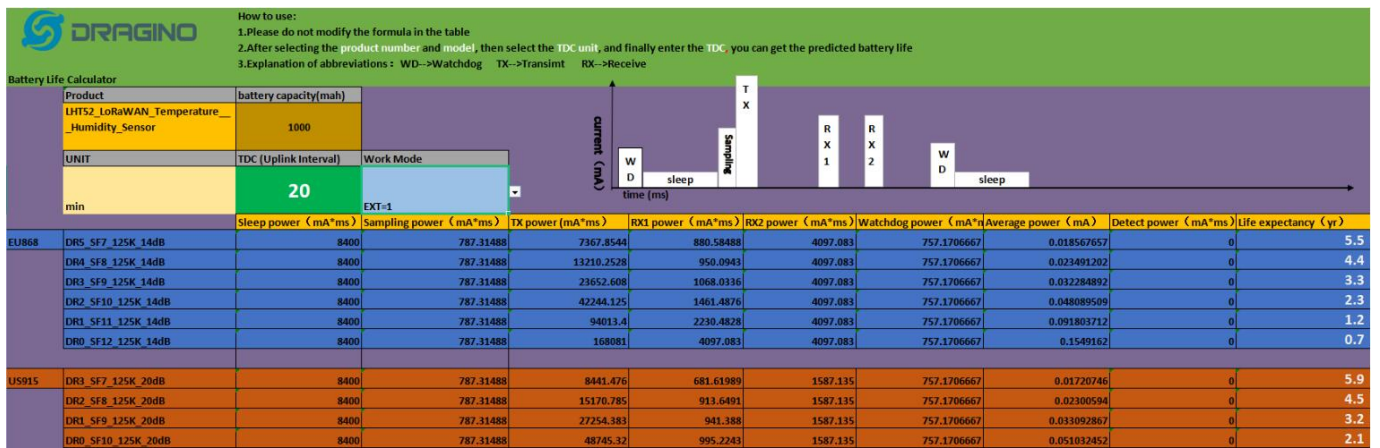 DRAGINO
How to use:
1.Please do not modify the formula in the table
2.After selecting the product number and model, then select the TDC unit, and finally enter the TDC, you can get the predicted battery life
3.Explanation of abbreviations： WD-->Watchdog TX-->Transimt RX-->Receive
Battery Life Calculator
Product battery capacity(mah)
LHT52_LoRaWAN_Temperature__
_Humidity_Sensor 1000
UNIT TDC (Uplink Interval) Work Mode
min 20 EXT=1
current（mA）
WD
sleep
Sampling
TX
RX1
RX2
WD
sleep
time (ms)
Sleep power（mA*ms） Sampling power（mA*ms） TX power (mA*ms） RX1 power（mA*ms） RX2 power（mA*ms） Watchdog power（mA*n Average power（mA） Detect power（mA*ms） Life expectancy（yr）
EU868 DR5_SF7_125K_14dB 8400 787.31488 7367.8544 880.58488 4097.083 757.1706667 0.018567657 0 5.5
DR4_SF8_125K_14dB 8400 787.31488 13210.2528 950.0943 4097.083 757.1706667 0.023491202 0 4.4
DR3_SF9_125K_14dB 8400 787.31488 23652.608 1068.0336 4097.083 757.1706667 0.032284892 0 3.3
DR2_SF10_125K_14dB 8400 787.31488 42244.125 1461.4876 4097.083 757.1706667 0.048089509 0 2.3
DR1_SF11_125K_14dB 8400 787.31488 94013.4 2230.4828 4097.083 757.1706667 0.091803712 0 1.2
DR0_SF12_125K_14dB 8400 787.31488 168081 4097.083 4097.083 757.1706667 0.1549162 0 0.7
US915 DR3_SF7_125K_20dB 8400 787.31488 8441.476 681.61989 1587.135 757.1706667 0.01720746 0 5.9
DR2_SF8_125K_20dB 8400 787.31488 15170.785 913.6491 1587.135 757.1706667 0.02300594 0 4.5
DR1_SF9_125K_20dB 8400 787.31488 27254.383 941.388 1587.135 757.1706667 0.033092867 0 3.2
DR0_SF10_125K_20dB 8400 787.31488 48745.32 995.2243 1587.135 757.1706667 0.051032452 0 2.1